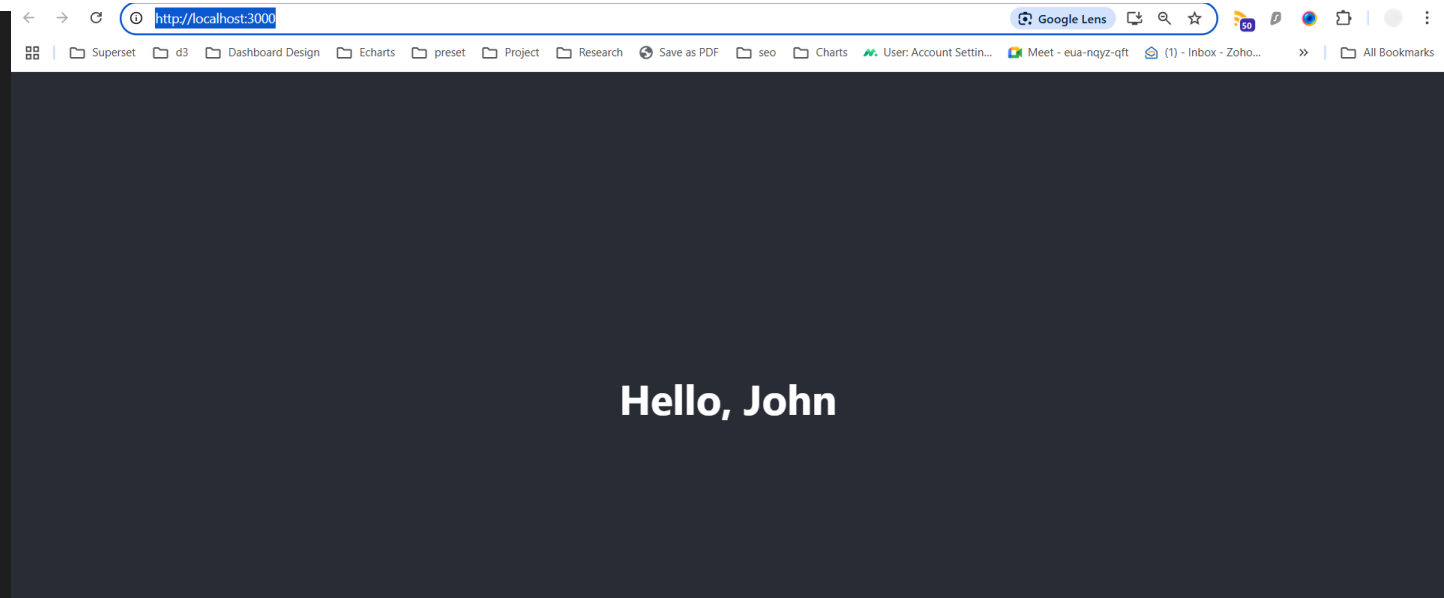 http://localhost:3000 Google Lens 50
Superset d3 Dashboard Design Echarts preset Project Research Save as PDF seo Charts User: Account Settin... Meet - eua-nqyz-qft (1) - Inbox - Zoho... » All Bookmarks
Hello, John